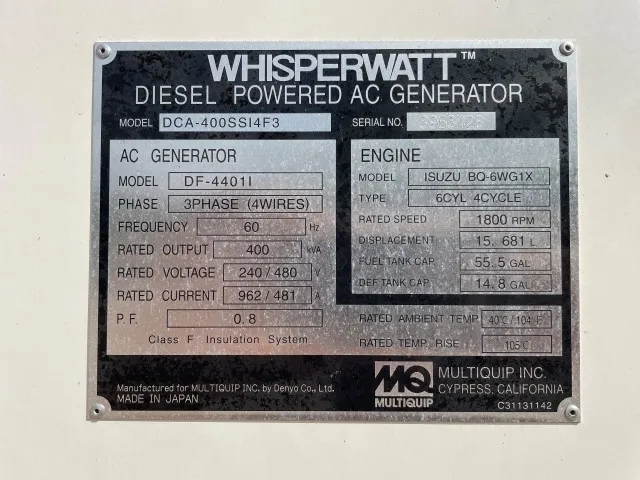 WHISPERWATT™
DIESEL POWERED AC GENERATOR
MODEL DCA-400SSI4F3
SERIAL NO.
AC GENERATOR
MODEL DF-4401I
PHASE 3PHASE (4WIRES)
FREQUENCY 60 Hz
RATED OUTPUT 400 kVA
RATED VOLTAGE 240/480 V
RATED CURRENT 962/481 A
P.F. 0.8
Class F Insulation System
ENGINE
MODEL ISUZU BQ-6WG1X
TYPE 6CYL 4CYCLE
RATED SPEED 1800 RPM
DISPLACEMENT 15.681 L
FUEL TANK CAP. 55.5 GAL
DEF TANK CAP. 14.8 GAL
RATED AMBIENT TEMP. 40°C/104°F
RATED TEMP. RISE 105°C
Manufactured for MULTIQUIP INC. by Denyo Co., Ltd.
MADE IN JAPAN
MQ
MULTIQUIP
MULTIQUIP INC.
CYPRESS, CALIFORNIA
C31131142